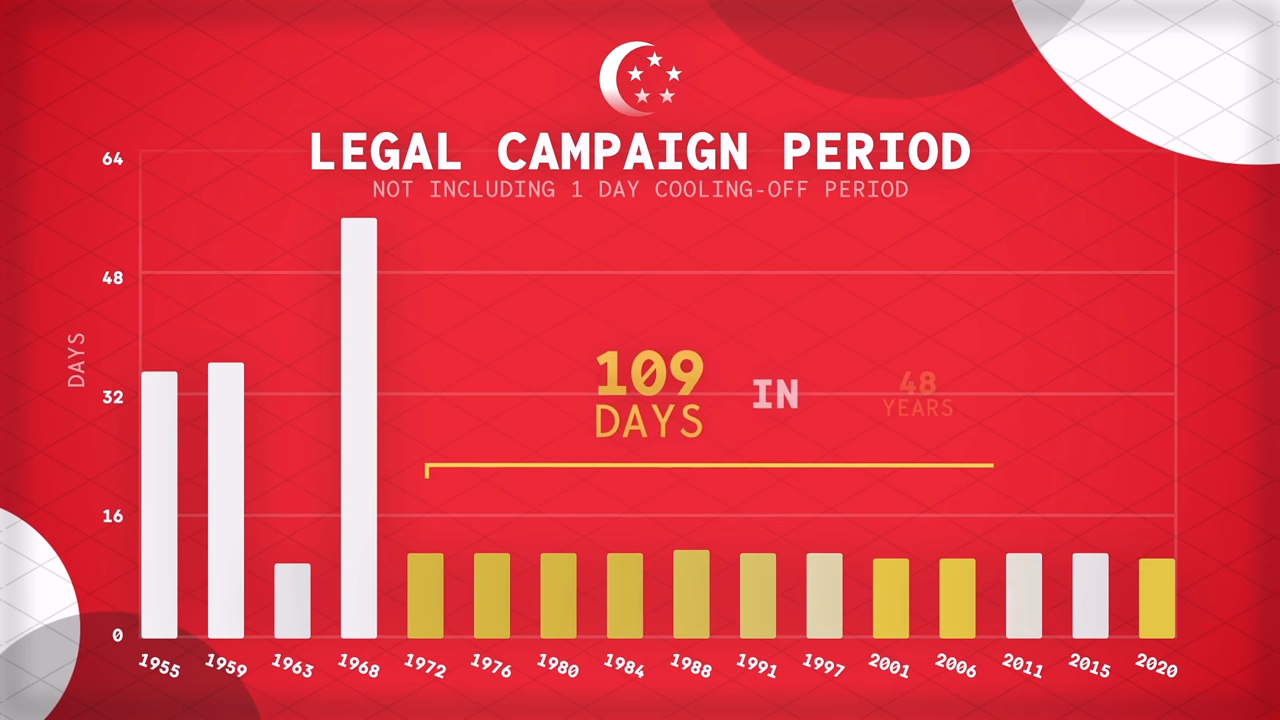 LEGAL CAMPAIGN PERIOD
NOT INCLUDING 1 DAY COOLING-OFF PERIOD
64
48
32
16
0
DAYS
109
DAYS
IN
48
YEARS
1955 1959 1963 1968 1972 1976 1980 1984 1988 1991 1997 2001 2006 2011 2015 2020